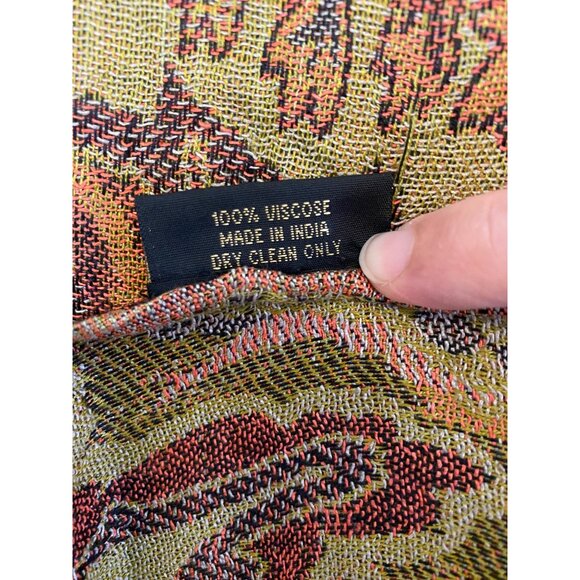 100% VISCOSE
MADE IN INDIA
DRY CLEAN ONLY